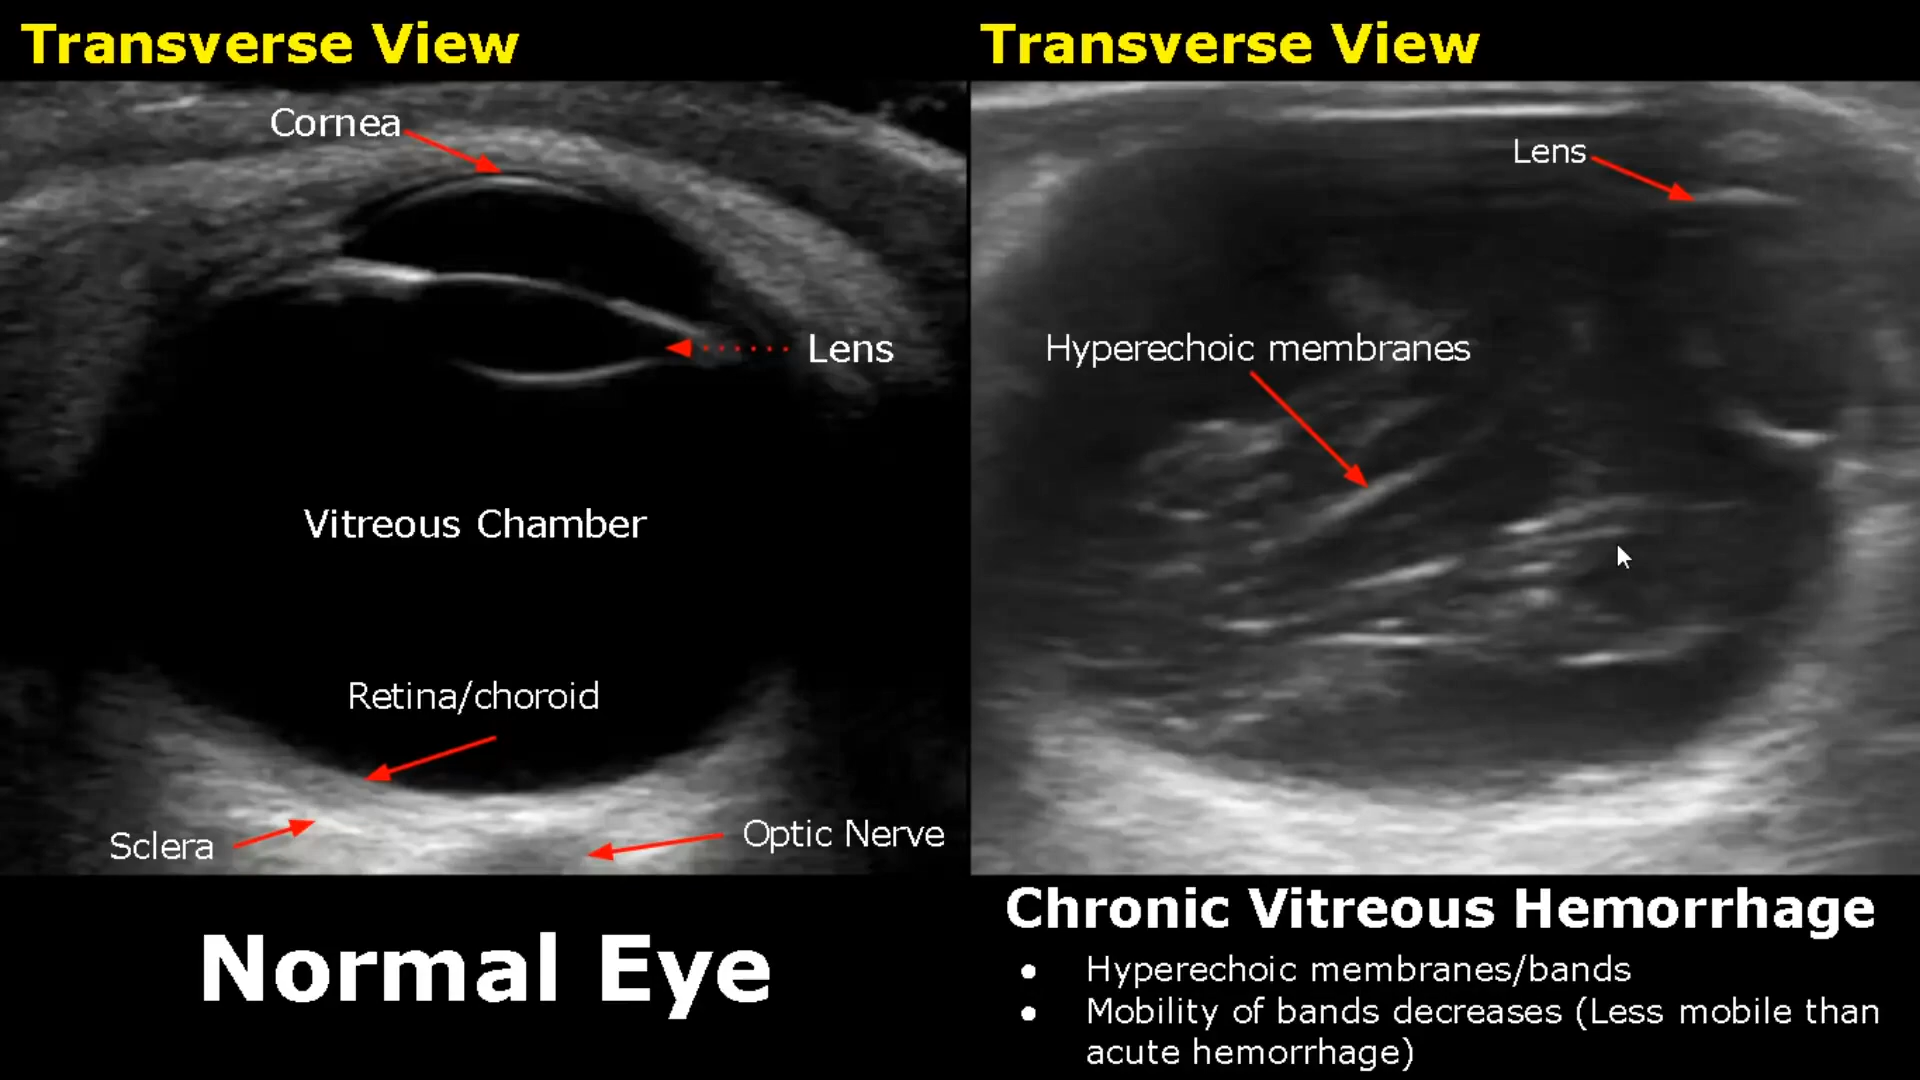 Transverse View
Cornea
Lens
Vitreous Chamber
Retina/choroid
Sclera
Optic Nerve
Normal Eye
Transverse View
Lens
Hyperechoic membranes
Chronic Vitreous Hemorrhage
● Hyperechoic membranes/bands
● Mobility of bands decreases (Less mobile than
acute hemorrhage)